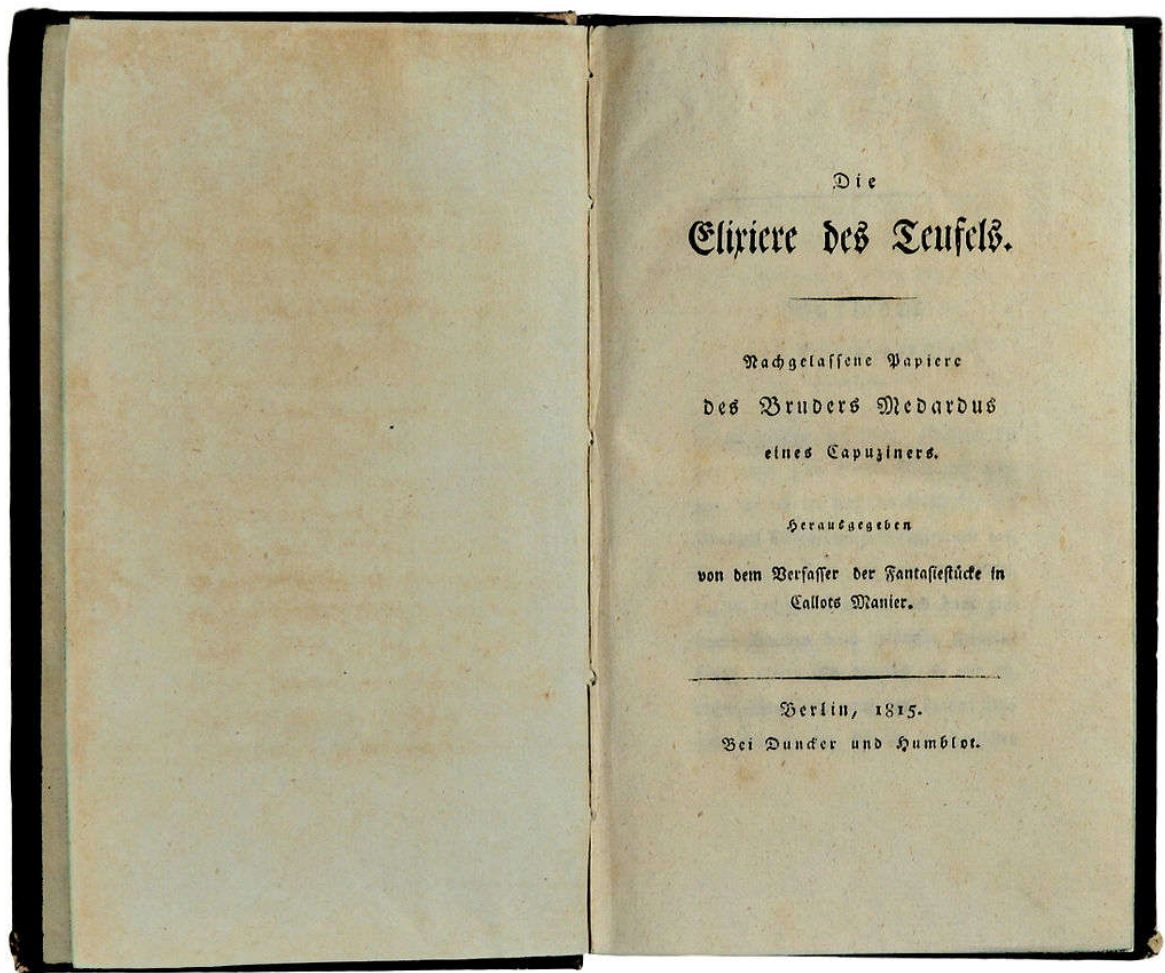 Die
Elixiere des Teufels.
Nachgelassene Papiere
des Bruders Medardus
eines Capuziners.
Herausgegeben
von dem Verfasser der Fantasiestücke in
Callots Manier.
Berlin, 1815.
Bei Duncker und Humblot.